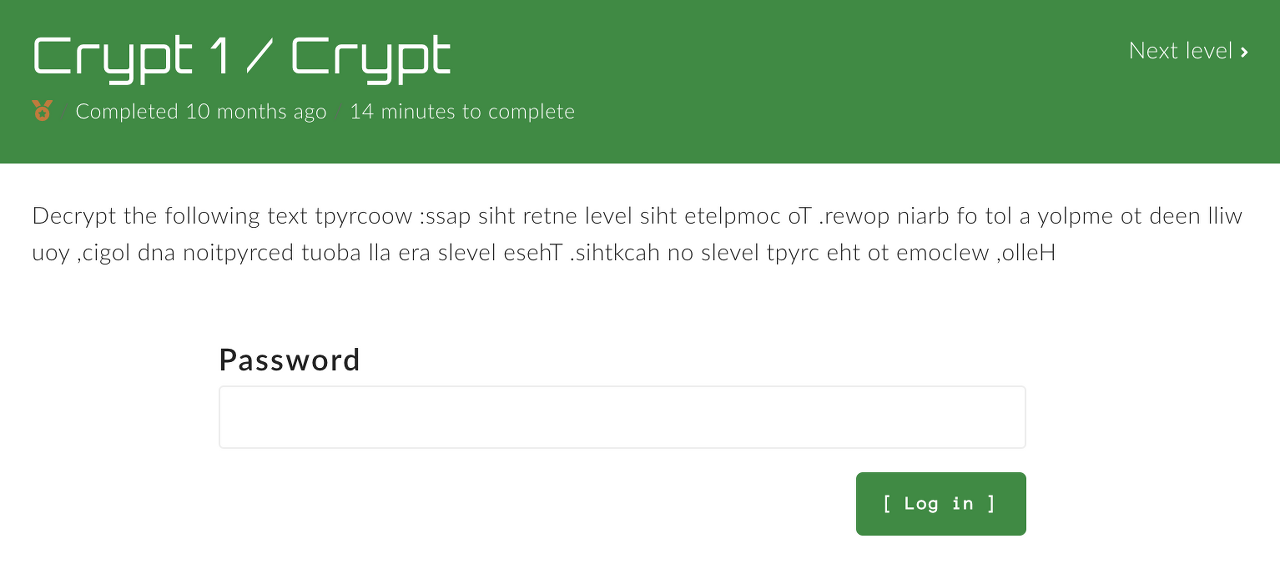 Crypt 1 / Crypt
Next level ›
Completed 10 months ago / 14 minutes to complete
Decrypt the following text tpyrcoow :ssap siht retne level siht etelpmoc oT .rewop niarb fo tol a yolpme ot deen lliw
uoy ,cigol dna noitpyrced tuoba lla era slevel esehT .sihtkcah no slevel tpyrc eht ot emoclew ,olleH
Password
[ Log in ]